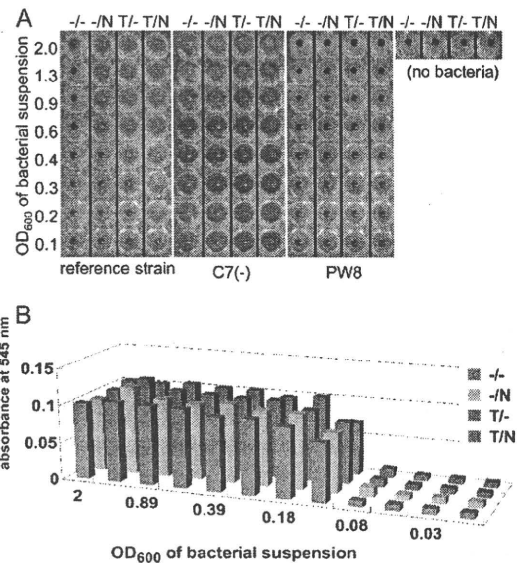 A
-/- -/N T/- T/N -/- -/N T/- T/N -/- -/N T/- T/N -/- -/N T/- T/N
(no bacteria)
OD600 of bacterial suspension
2.0
1.3
0.9
0.6
0.4
0.3
0.2
0.1
reference strain C7(-) PW8
B
absorbance at 545 nm
0.15
0.1
0.05
0
2 0.89 0.39 0.18 0.08 0.03
OD600 of bacterial suspension
-/-
-/N
T/-
T/N